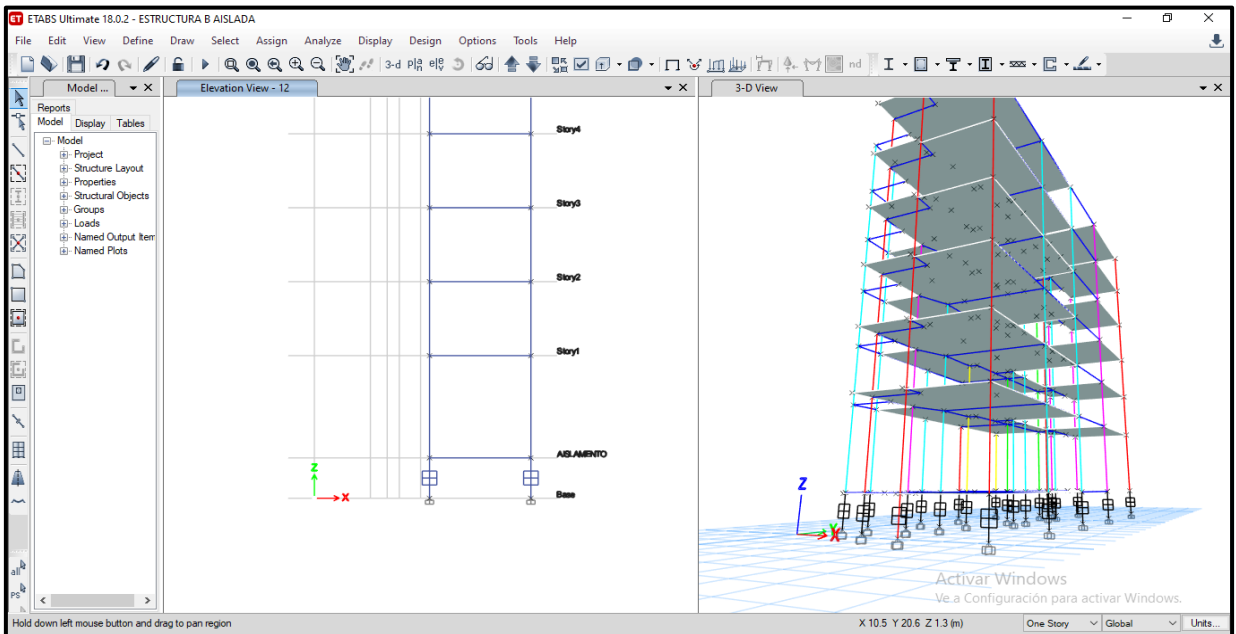 ET ETABS Ultimate 18.0.2 - ESTRUCTURA B AISLADA
File Edit View Define Draw Select Assign Analyze Display Design Options Tools Help
3-d nd
Model ...
Elevation View - 12
3-D View
Reports
Model Display Tables
Model
Project
Structure Layout
Properties
Structural Objects
Groups
Loads
Named Output Item
Named Plots
Story4
Story3
Story2
Story1
AISLAMENTO
Base
Z
X
Z
X
all
PS
Activar Windows
Ve a Configuración para activar Windows.
Hold down left mouse button and drag to pan region
X 10.5 Y 20.6 Z 1.3 (m)
One Story
Global
Units...